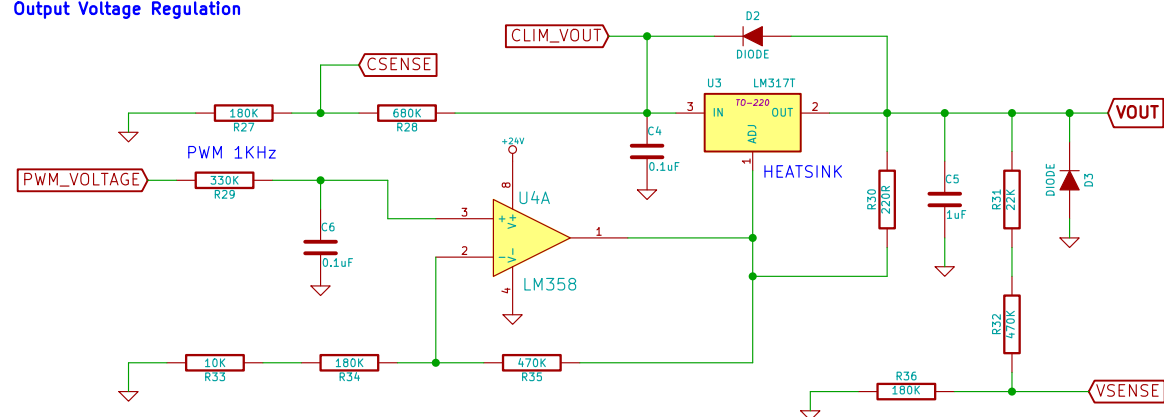 Output Voltage Regulation
D2
CLIM_VOUT
DIODE
CSENSE
U3
LM317T
TO-220
3
IN
OUT
2
ADJ
1
180K
R27
680K
R28
VOUT
C4
0.1uF
HEATSINK
PWM 1KHz
+24V
PWM_VOLTAGE
330K
R29
8
U4A
3
+
V+
1
2
V-
4
LM358
C6
0.1uF
R30
220R
C5
1uF
R31
22K
DIODE
D3
R32
470K
10K
R33
180K
R34
470K
R35
R36
180K
VSENSE